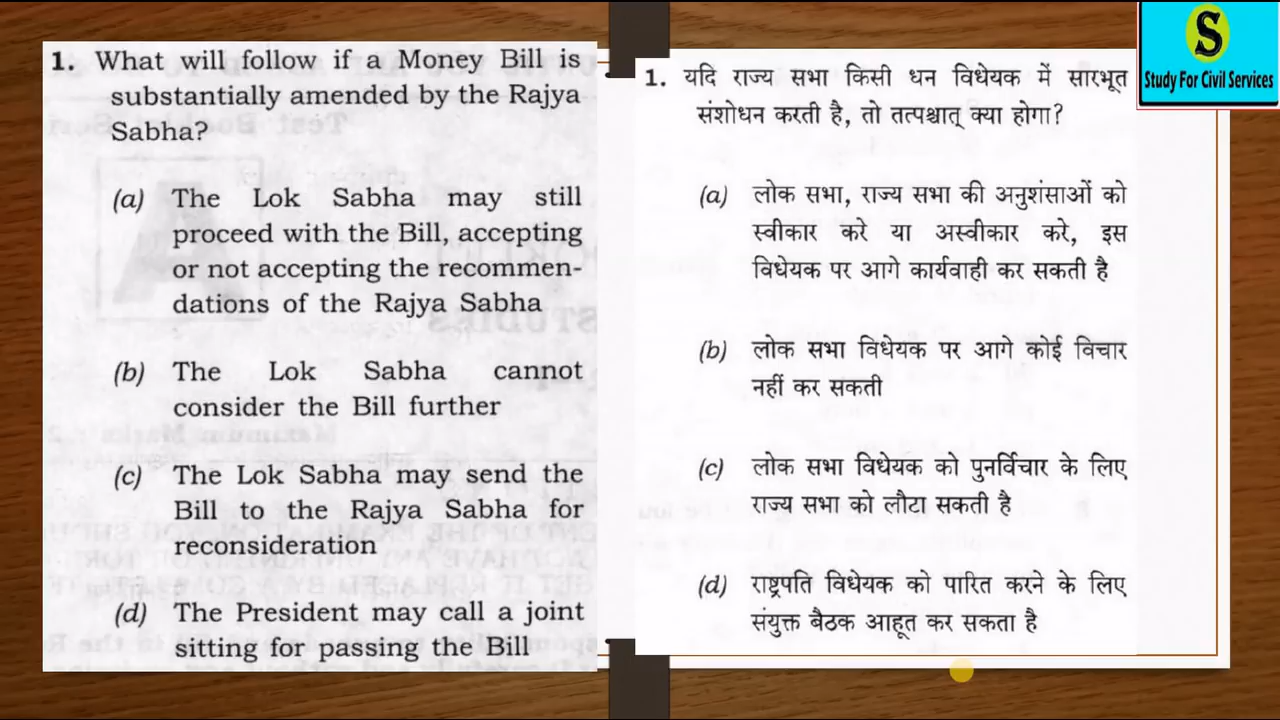 1. What will follow if a Money Bill is
substantially amended by the Rajya
Sabha?
(a) The Lok Sabha may still
proceed with the Bill, accepting
or not accepting the recommen-
dations of the Rajya Sabha
(b) The Lok Sabha cannot
consider the Bill further
(c) The Lok Sabha may send the
Bill to the Rajya Sabha for
reconsideration
(d) The President may call a joint
sitting for passing the Bill
1. यदि राज्य सभा किसी धन विधेयक में सारभूत
संशोधन करती है, तो तत्पश्चात् क्या होगा?
(a) लोक सभा, राज्य सभा की अनुशंसाओं को
स्वीकार करे या अस्वीकार करे, इस
विधेयक पर आगे कार्यवाही कर सकती है
(b) लोक सभा विधेयक पर आगे कोई विचार
नहीं कर सकती
(c) लोक सभा विधेयक को पुनर्विचार के लिए
राज्य सभा को लौटा सकती है
(d) राष्ट्रपति विधेयक को पारित करने के लिए
संयुक्त बैठक आहूत कर सकता है
S
Study For Civil Services